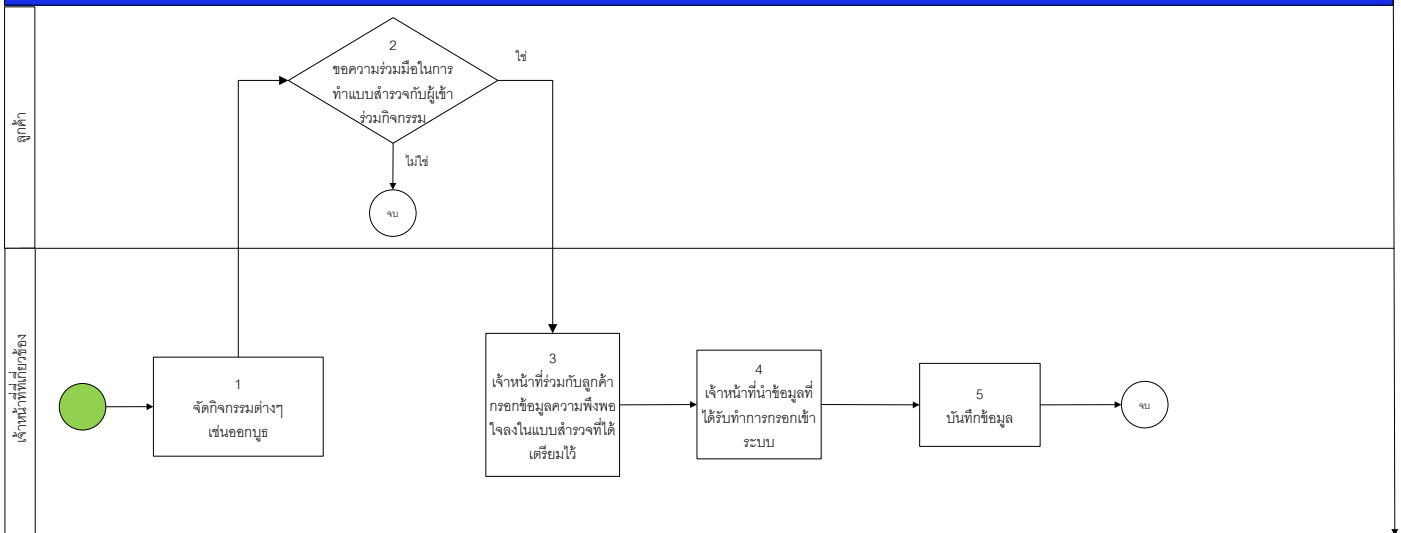 ลูกค้า
2
ขอความร่วมมือในการ
ทำแบบสำรวจกับผู้เข้า
ร่วมกิจกรรม
ใช่
ไม่ใช่
จบ
เจ้าหน้าที่ที่เกี่ยวข้อง
1
จัดกิจกรรมต่างๆ
เช่นออกบูธ
3
เจ้าหน้าที่ร่วมกับลูกค้า
กรอกข้อมูลความพึงพอ
ใจลงในแบบสำรวจที่ได้
เตรียมไว้
4
เจ้าหน้าที่นำข้อมูลที่
ได้รับทำการกรอกเข้า
ระบบ
5
บันทึกข้อมูล
จบ